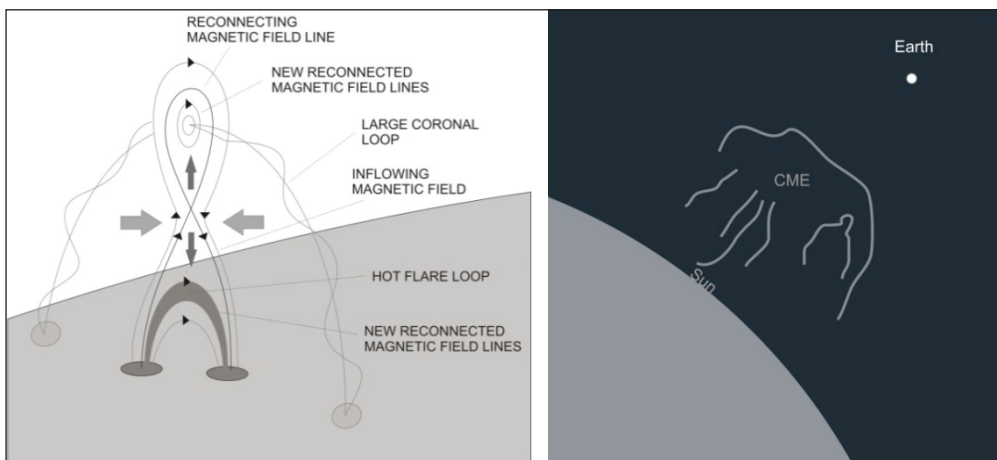 RECONNECTING
MAGNETIC FIELD LINE
NEW RECONNECTED
MAGNETIC FIELD LINES
LARGE CORONAL
LOOP
INFLOWING
MAGNETIC FIELD
HOT FLARE LOOP
NEW RECONNECTED
MAGNETIC FIELD LINES
Earth
CME
Sun